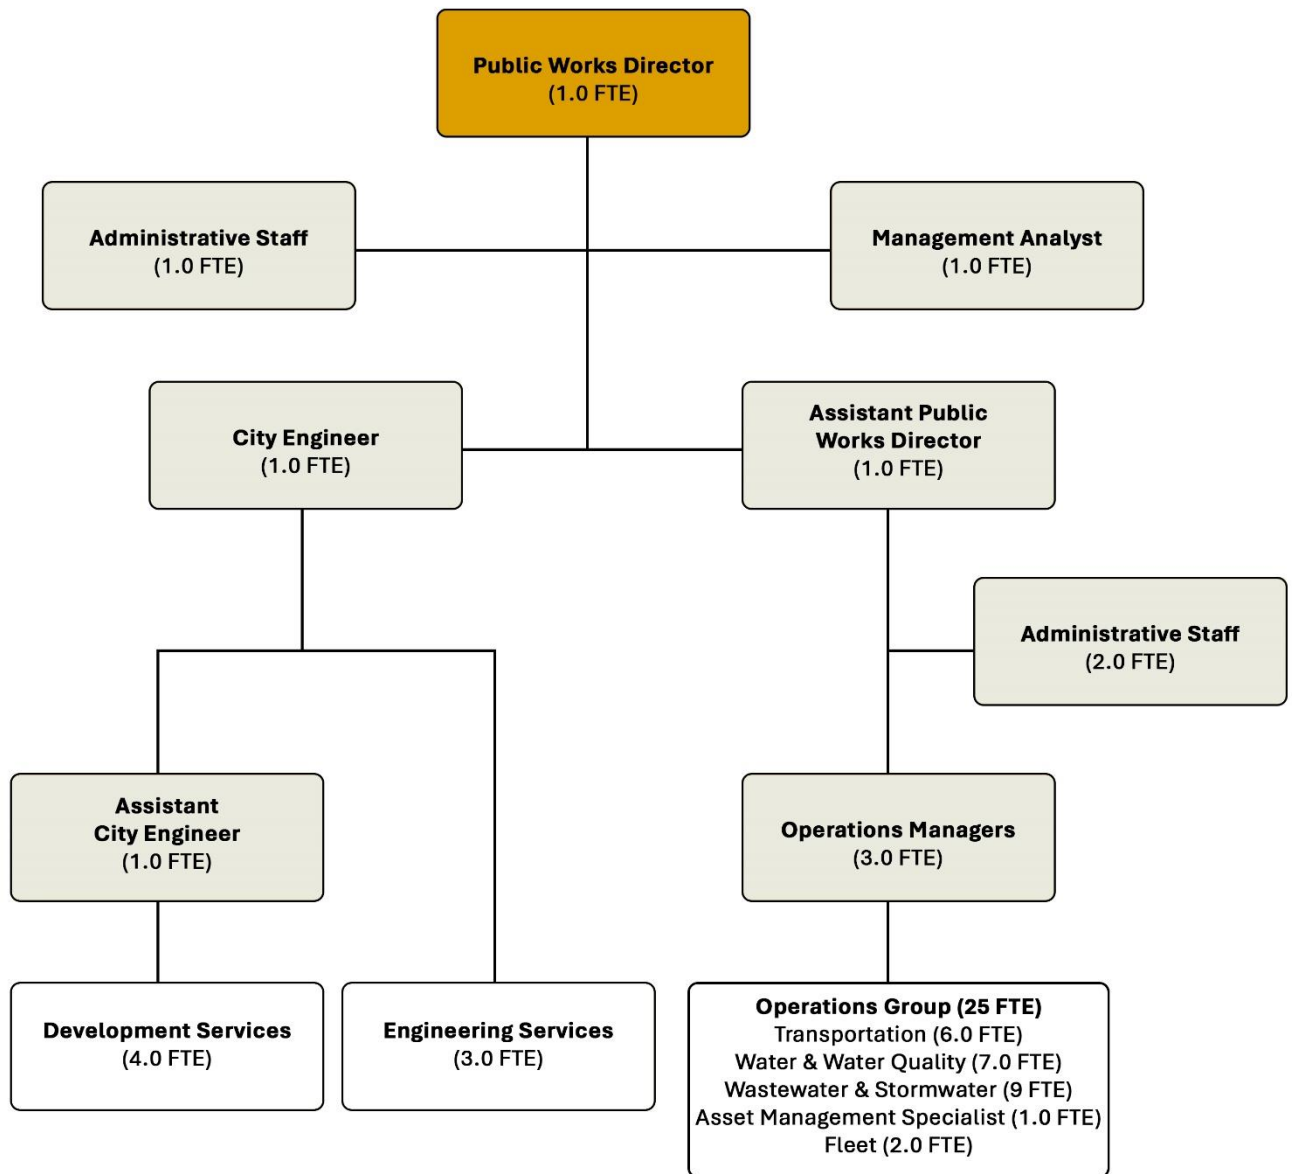 Public Works Director
(1.0 FTE)
Administrative Staff
(1.0 FTE)
Management Analyst
(1.0 FTE)
City Engineer
(1.0 FTE)
Assistant Public
Works Director
(1.0 FTE)
Administrative Staff
(2.0 FTE)
Assistant
City Engineer
(1.0 FTE)
Operations Managers
(3.0 FTE)
Development Services
(4.0 FTE)
Engineering Services
(3.0 FTE)
Operations Group (25 FTE)
Transportation (6.0 FTE)
Water & Water Quality (7.0 FTE)
Wastewater & Stormwater (9 FTE)
Asset Management Specialist (1.0 FTE)
Fleet (2.0 FTE)